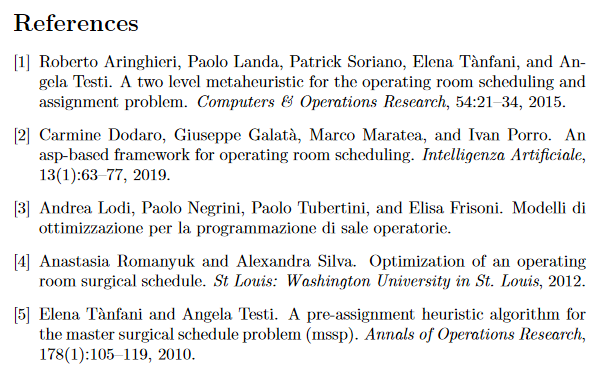 References
[1] Roberto Aringhieri, Paolo Landa, Patrick Soriano, Elena Tànfani, and An-
gela Testi. A two level metaheuristic for the operating room scheduling and
assignment problem. Computers & Operations Research, 54:21–34, 2015.
[2] Carmine Dodaro, Giuseppe Galatà, Marco Maratea, and Ivan Porro. An
asp-based framework for operating room scheduling. Intelligenza Artificiale,
13(1):63–77, 2019.
[3] Andrea Lodi, Paolo Negrini, Paolo Tubertini, and Elisa Frisoni. Modelli di
ottimizzazione per la programmazione di sale operatorie.
[4] Anastasia Romanyuk and Alexandra Silva. Optimization of an operating
room surgical schedule. St Louis: Washington University in St. Louis, 2012.
[5] Elena Tànfani and Angela Testi. A pre-assignment heuristic algorithm for
the master surgical schedule problem (mssp). Annals of Operations Research,
178(1):105–119, 2010.